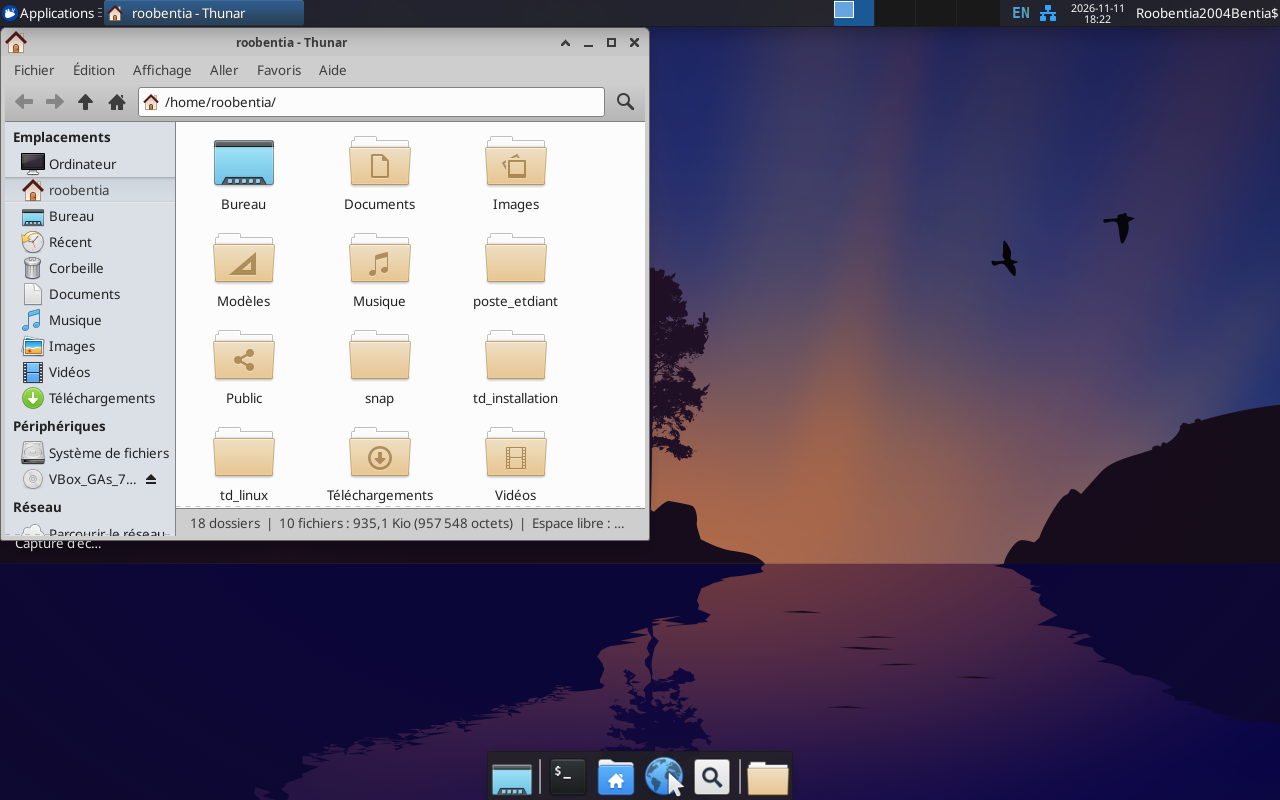 Applications
roobentia - Thunar
EN
2026-11-11
18:22
Roobentia2004Bentia$
roobentia - Thunar
Fichier Édition Affichage Aller Favoris Aide
/home/roobentia/
Emplacements
Ordinateur
roobentia
Bureau
Récent
Corbeille
Documents
Musique
Images
Vidéos
Téléchargements
Périphériques
Système de fichiers
VBox_GAs_7...
Réseau
Parcourir le réseau
Bureau Documents Images
Modèles Musique poste_etdiant
Public snap td_installation
td_linux Téléchargements Vidéos
18 dossiers | 10 fichiers : 935,1 Kio (957 548 octets) | Espace libre : ...
Capture d'éc...
$_